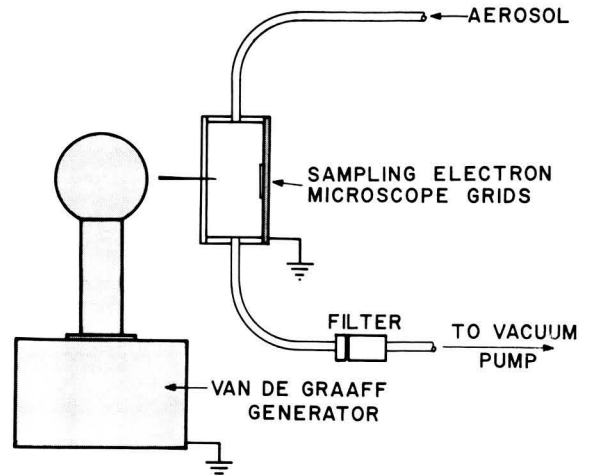 AEROSOL
SAMPLING ELECTRON
MICROSCOPE GRIDS
FILTER
TO VACUUM
PUMP
VAN DE GRAAFF
GENERATOR